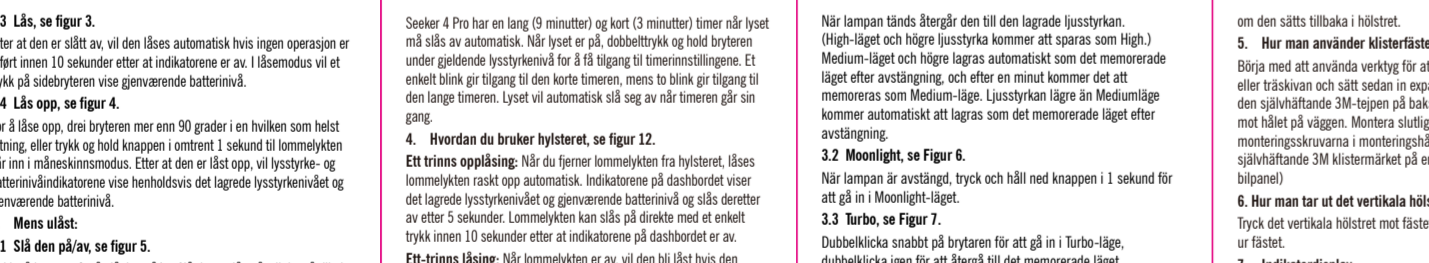 3 Lås, se figur 3.
ter at den er slått av, vil den låses automatisk hvis ingen operasjon er
ført innen 10 sekunder etter at indikatorene er av. I låsemodus vil et
ykk på sidebryteren vise gjenværende batterinivå.
4 Lås opp, se figur 4.
or å låse opp, drei bryteren mer enn 90 grader i en hvilken som helst
tning, eller trykk og hold knappen i omtrent 1 sekund til lommelykten
år inn i måneskinnsmodus. Etter at den er låst opp, vil lysstyrke- og
atterinivåindikatorene vise henholdsvis det lagrede lysstyrkenivået og
jenværende batterinivå.
Mens ulåst:
1 Slå den på/av, se figur 5.
Seeker 4 Pro har en lang (9 minutter) og kort (3 minutter) timer når lyset
må slås av automatisk. Når lyset er på, dobbelttrykk og hold bryteren
under gjeldende lysstyrkenivå for å få tilgang til timerinnstillingene. Et
enkelt blink gir tilgang til den korte timeren, mens to blink gir tilgang til
den lange timeren. Lyset vil automatisk slå seg av når timeren går sin
gang.
4. Hvordan du bruker hylsteret, se figur 12.
Ett trinns opplåsing: Når du fjerner lommelykten fra hylsteret, låses
lommelykten raskt opp automatisk. Indikatorene på dashbordet viser
det lagrede lysstyrkenivået og gjenværende batterinivå og slås deretter
av etter 5 sekunder. Lommelykten kan slås på direkte med et enkelt
trykk innen 10 sekunder etter at indikatorene på dashbordet er av.
Ett-trinns låsing: Når lommelykten er av, vil den bli låst hvis den
När lampan tänds återgår den till den lagrade ljusstyrkan.
(High-läget och högre ljusstyrka kommer att sparas som High.)
Medium-läget och högre lagras automatiskt som det memorerade
läget efter avstängning, och efter en minut kommer det att
memoreras som Medium-läge. Ljusstyrkan lägre än Mediumläge
kommer automatiskt att lagras som det memorerade läget efter
avstängning.
3.2 Moonlight, se Figur 6.
När lampan är avstängd, tryck och håll ned knappen i 1 sekund för
att gå in i Moonlight-läget.
3.3 Turbo, se Figur 7.
Dubbelklicka snabbt på brytaren för att gå in i Turbo-läge,
dubbelklicka igen för att återgå till det memorerade läget
om den sätts tillbaka i hölstret.
5. Hur man använder klisterfäste
Börja med att använda verktyg för at
eller träskivan och sätt sedan in exp
den självhäftande 3M-tejpen på bak
mot hålet på väggen. Montera slutlig
monteringsskruvarna i monteringshå
självhäftande 3M klistermärket på e
bilpanel)
6. Hur man tar ut det vertikala höls
Tryck det vertikala hölstret mot fäste
ur fästet.
7. Indikatordisplay